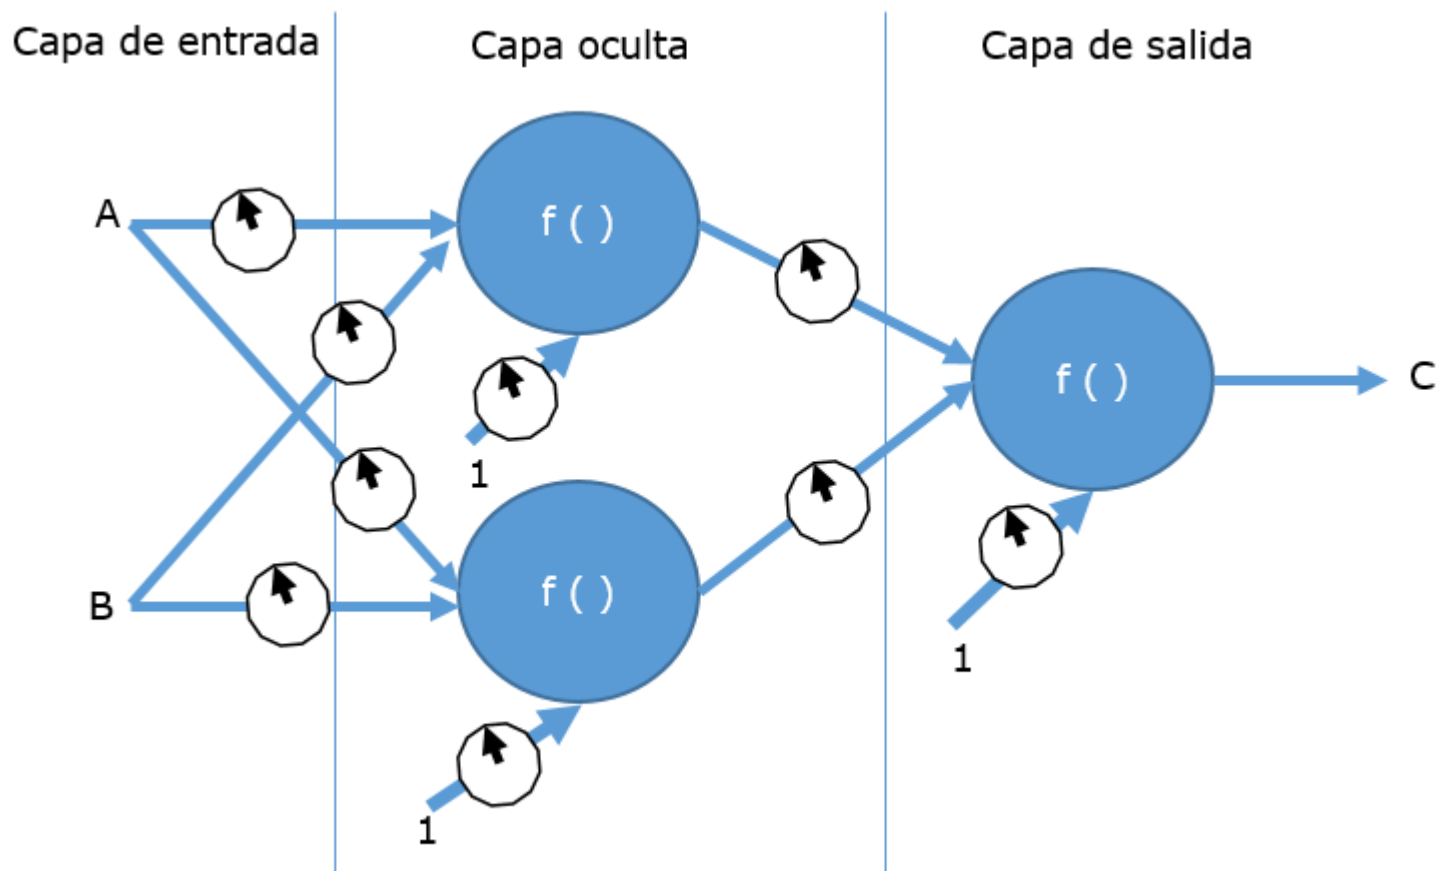 Capa de entrada
Capa oculta
Capa de salida
A
f ( )
f ( )
C
1
B
f ( )
1
1